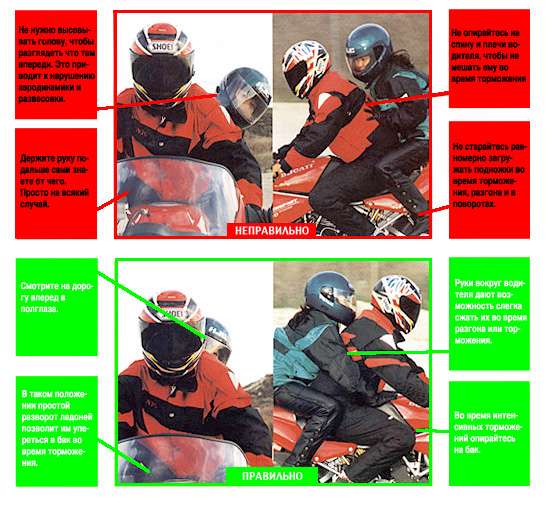 Не нужно высовы-
вать голову, чтобы
разглядеть что там
впереди. Это при-
водит к нарушению
аэродинамики и
развесовки.
Держите руку по-
дальше сами зна-
ете от чего.
Просто на всякий
случай.
SHOEI
HJC
DUCATI
Не опирайтесь на
спину и плечи во-
дителя, чтобы не
мешать ему во
время торможения
Не старайтесь рав-
номерно загру-
жать подножки во
время торможе-
ния, разгона и в
поворотах.
НЕПРАВИЛЬНО
Смотрите на доро-
гу вперед в
полглаза.
В таком положе-
нии простой
разворот ладоней
позволит им упе-
реться в бак во
время торможе-
ния.
SHOEI
Руки вокруг води-
теля дают воз-
можность слегка
сжать их во время
разгона или тор-
можения.
Во время интен-
сивных торможе-
ний опирайтесь
на бак.
ПРАВИЛЬНО